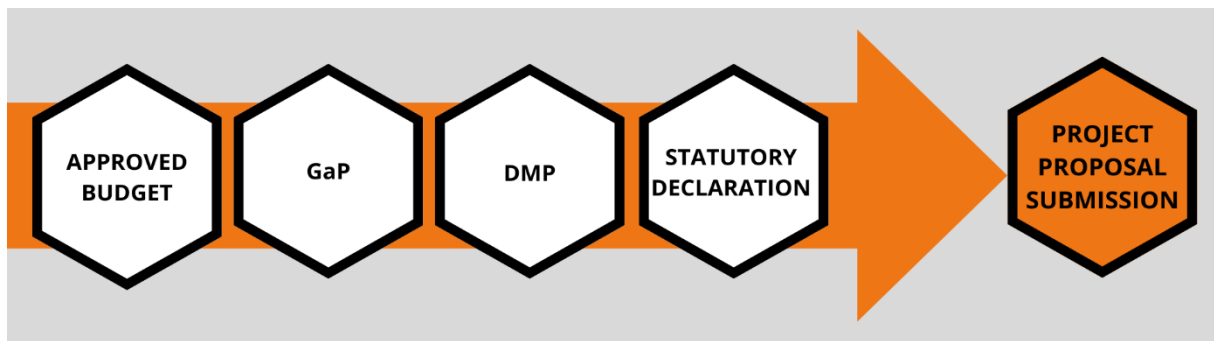 APPROVED
BUDGET
GaP
DMP
STATUTORY
DECLARATION
PROJECT
PROPOSAL
SUBMISSION